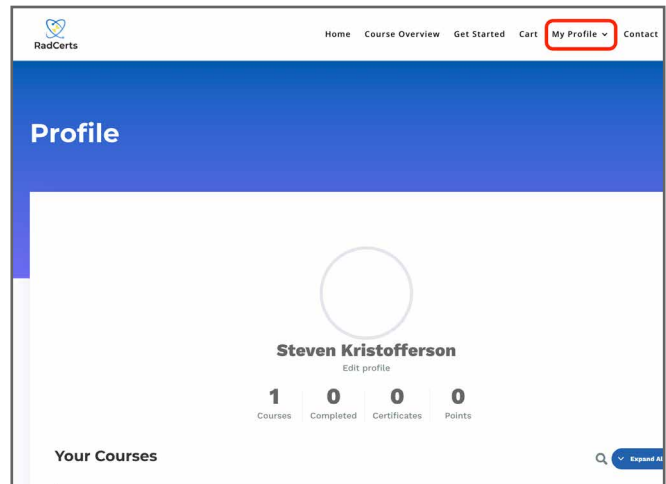 RadCerts
Home Course Overview Get Started Cart My Profile Contact
Profile
Steven Kristofferson
Edit profile
1 0 0 0
Courses Completed Certificates Points
Your Courses
Expand Al